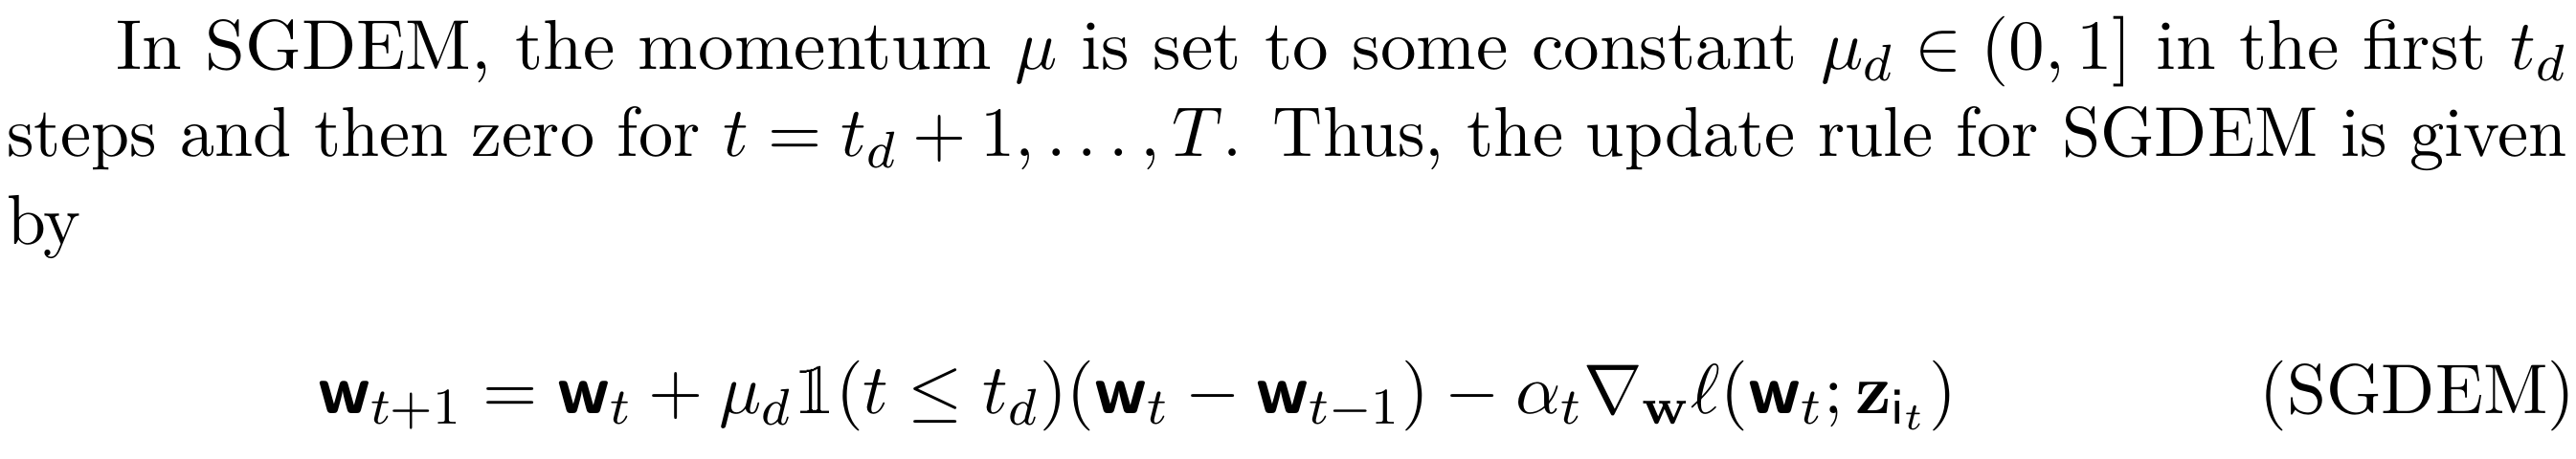 In SGDEM, the momentum μ is set to some constant μ_d ∈ (0, 1] in the first t_d
steps and then zero for t = t_d + 1, . . . , T. Thus, the update rule for SGDEM is given
by
𝐰_{t+1} = 𝐰_t + μ_d 𝟙(t ≤ t_d)(𝐰_t − 𝐰_{t−1}) − α_t ∇_𝐰 ℓ(𝐰_t; 𝐳_{i_t}) (SGDEM)